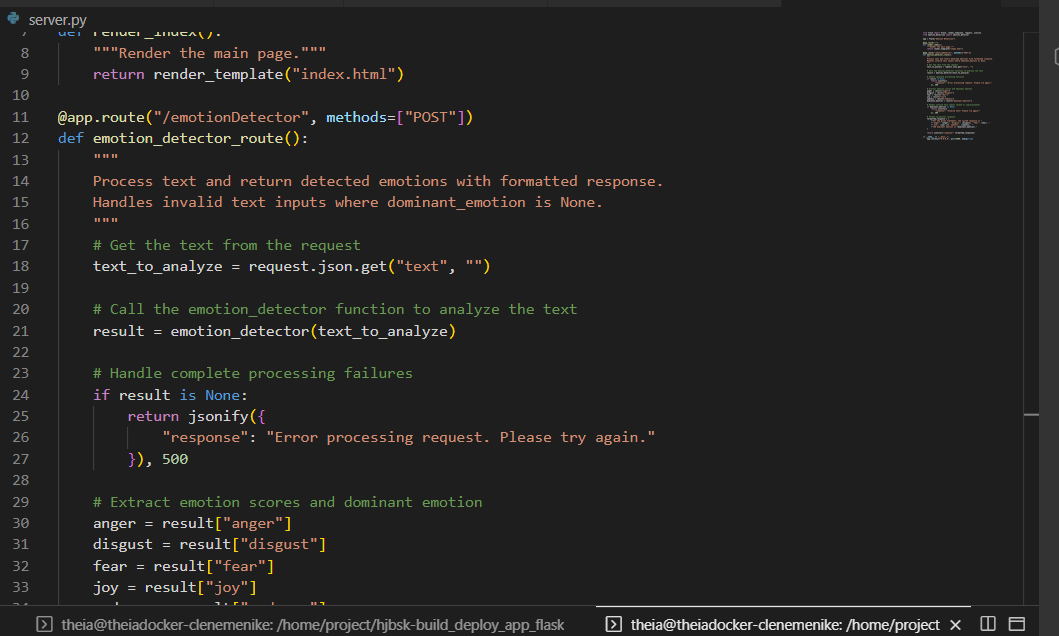 server.py
7 def render_index():
8 """Render the main page."""
9 return render_template("index.html")
10
11 @app.route("/emotionDetector", methods=["POST"])
12 def emotion_detector_route():
13 """
14 Process text and return detected emotions with formatted response.
15 Handles invalid text inputs where dominant_emotion is None.
16 """
17 # Get the text from the request
18 text_to_analyze = request.json.get("text", "")
19
20 # Call the emotion_detector function to analyze the text
21 result = emotion_detector(text_to_analyze)
22
23 # Handle complete processing failures
24 if result is None:
25 return jsonify({
26 "response": "Error processing request. Please try again."
27 }), 500
28
29 # Extract emotion scores and dominant emotion
30 anger = result["anger"]
31 disgust = result["disgust"]
32 fear = result["fear"]
33 joy = result["joy"]
theia@theiadocker-clenemenike: /home/project/hjbsk-build_deploy_app_flask
theia@theiadocker-clenemenike: /home/project